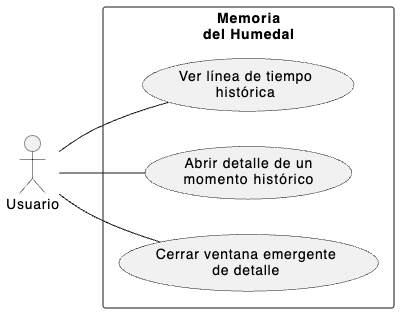 Memoria
del Humedal
Ver línea de tiempo
histórica
Abrir detalle de un
momento histórico
Usuario
Cerrar ventana emergente
de detalle